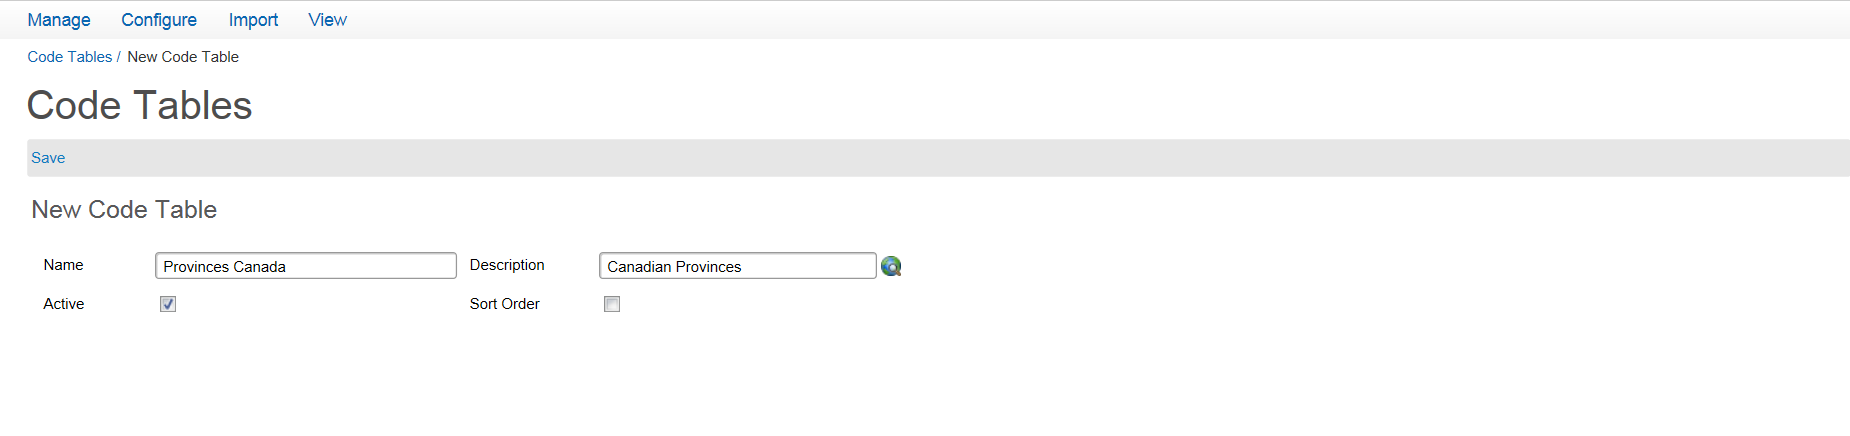 Manage Configure Import View
Code Tables / New Code Table
Code Tables
Save
New Code Table
Name Provinces Canada Description Canadian Provinces
Active Sort Order